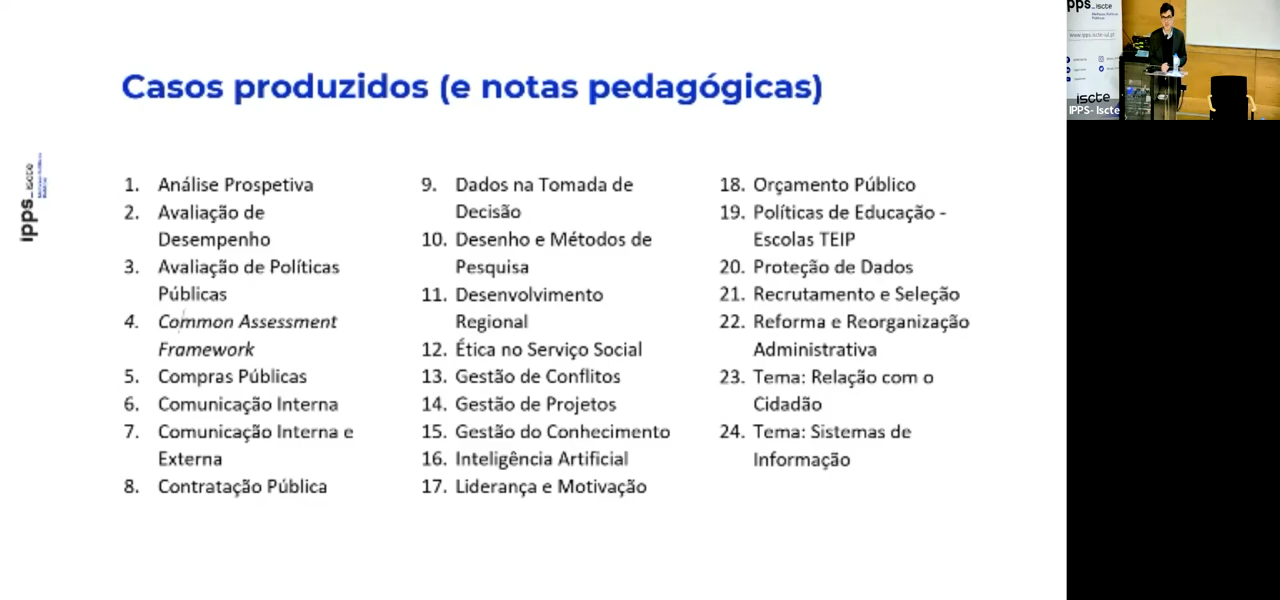 Casos produzidos (e notas pedagógicas)
ipps_iscte
1. Análise Prospetiva
2. Avaliação de
Desempenho
3. Avaliação de Políticas
Públicas
4. Common Assessment
Framework
5. Compras Públicas
6. Comunicação Interna
7. Comunicação Interna e
Externa
8. Contratação Pública
9. Dados na Tomada de
Decisão
10. Desenho e Métodos de
Pesquisa
11. Desenvolvimento
Regional
12. Ética no Serviço Social
13. Gestão de Conflitos
14. Gestão de Projetos
15. Gestão do Conhecimento
16. Inteligência Artificial
17. Liderança e Motivação
18. Orçamento Público
19. Políticas de Educação -
Escolas TEIP
20. Proteção de Dados
21. Recrutamento e Seleção
22. Reforma e Reorganização
Administrativa
23. Tema: Relação com o
Cidadão
24. Tema: Sistemas de
Informação
ipps_iscte
www.ipps.iscte-iul.pt
iscte
IPPS- Iscte